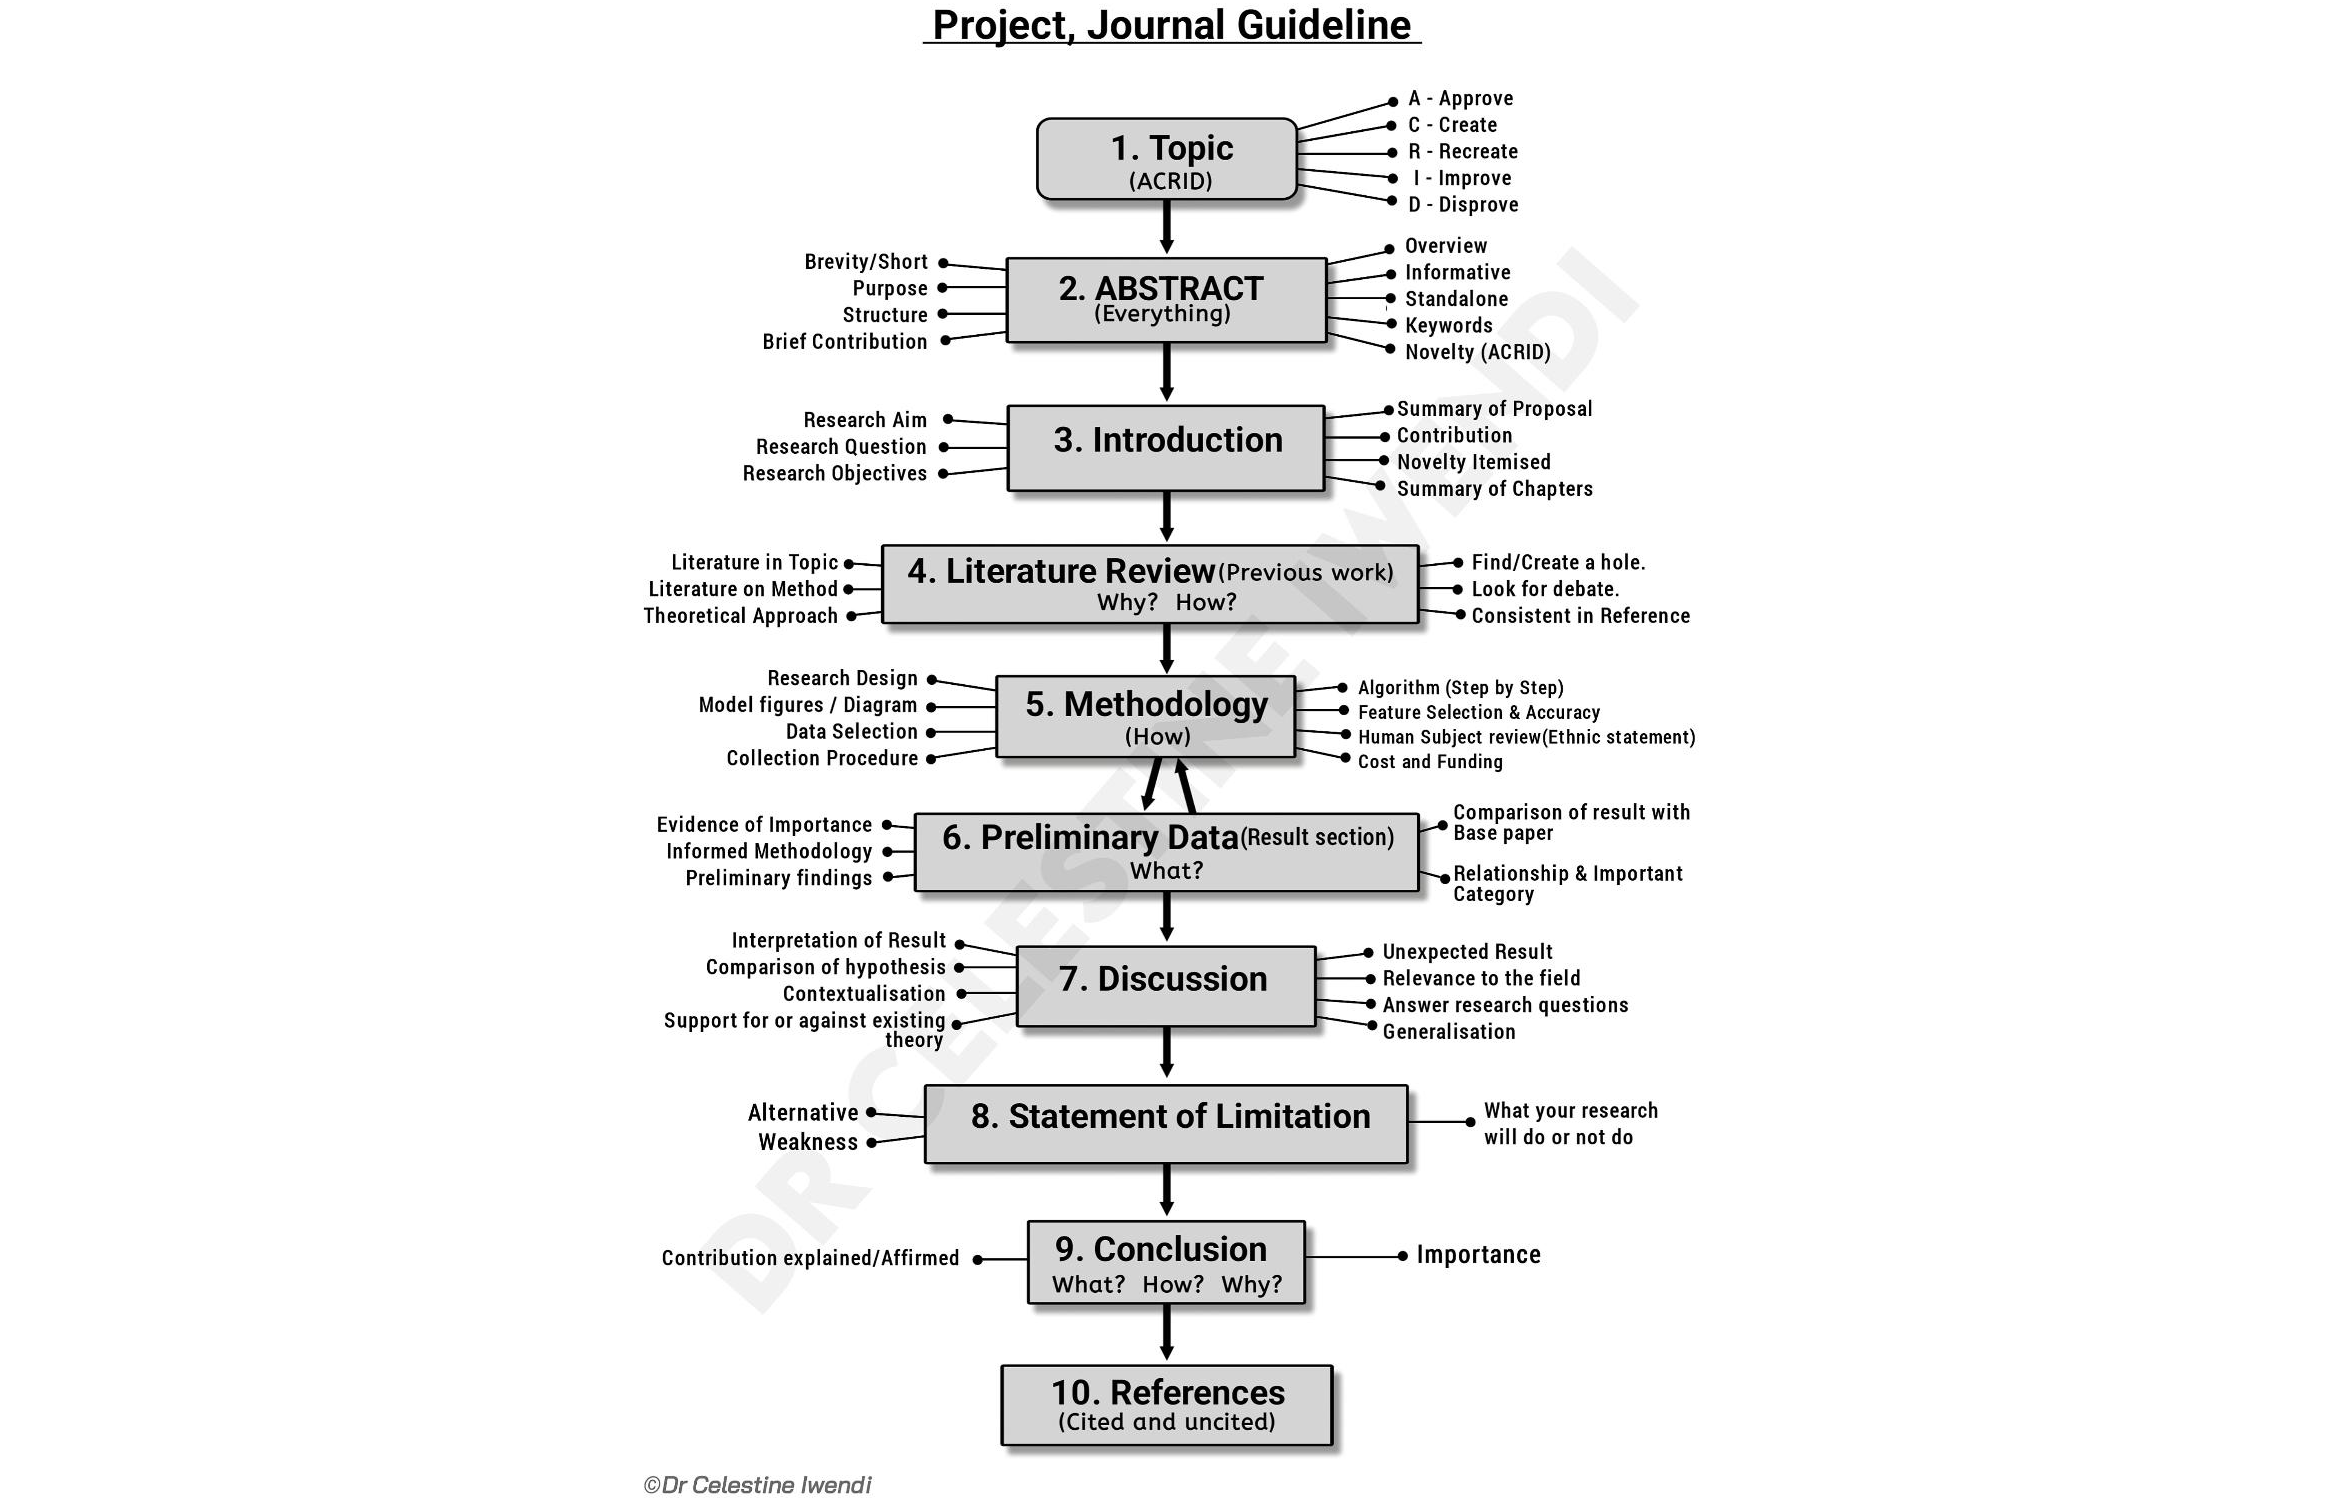 Project, Journal Guideline
1. Topic
(ACRID)
A - Approve
C - Create
R - Recreate
I - Improve
D - Disprove
Brevity/Short
Purpose
Structure
Brief Contribution
2. ABSTRACT
(Everything)
Overview
Informative
Standalone
Keywords
Novelty (ACRID)
Research Aim
Research Question
Research Objectives
3. Introduction
Summary of Proposal
Contribution
Novelty Itemised
Summary of Chapters
Literature in Topic
Literature on Method
Theoretical Approach
4. Literature Review(Previous work)
Why? How?
Find/Create a hole.
Look for debate.
Consistent in Reference
Research Design
Model figures / Diagram
Data Selection
Collection Procedure
5. Methodology
(How)
Algorithm (Step by Step)
Feature Selection & Accuracy
Human Subject review(Ethnic statement)
Cost and Funding
Evidence of Importance
Informed Methodology
Preliminary findings
6. Preliminary Data(Result section)
What?
Comparison of result with
Base paper
Relationship & Important
Category
Interpretation of Result
Comparison of hypothesis
Contextualisation
Support for or against existing
theory
7. Discussion
Unexpected Result
Relevance to the field
Answer research questions
Generalisation
Alternative
Weakness
8. Statement of Limitation
What your research
will do or not do
Contribution explained/Affirmed
9. Conclusion
What? How? Why?
Importance
10. References
(Cited and uncited)
©Dr Celestine Iwendi
DR CELESTINE IWENDI